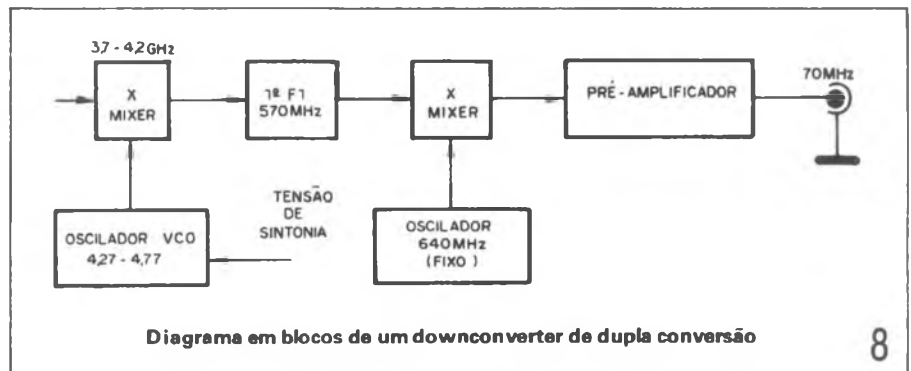 3,7 - 4,2GHz
X
MIXER
1ª F1
570MHz
X
MIXER
PRÉ-AMPLIFICADOR
70MHz
OSCILADOR VCO
4,27 - 4,77
TENSÃO
DE
SINTONIA
OSCILADOR
640MHz
(FIXO)
Diagrama em blocos de um downconverter de dupla conversão
8